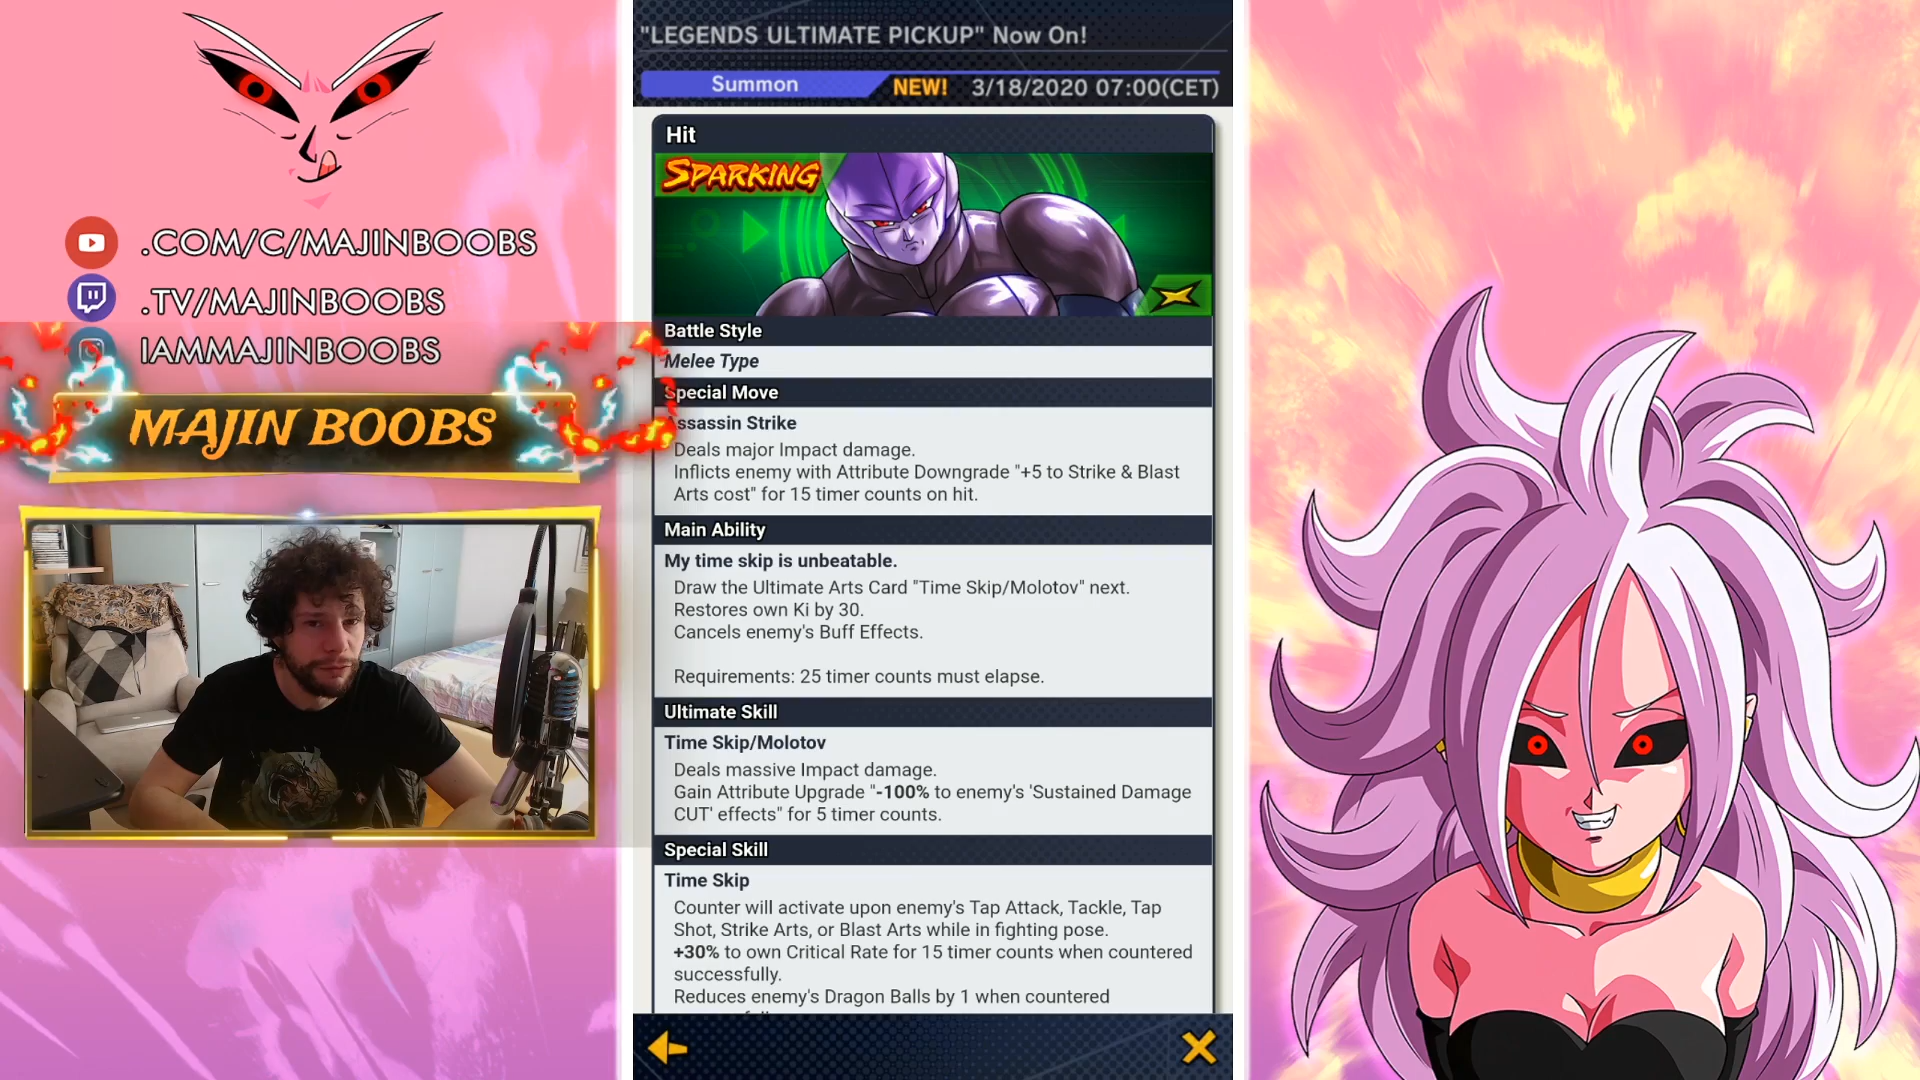 .COM/C/MAJINBOOBS
.TV/MAJINBOOBS
IAMMAJINBOOBS
MAJIN BOOBS
"LEGENDS ULTIMATE PICKUP" Now On!
Summon
NEW! 3/18/2020 07:00(CET)
Hit
SPARKING
Battle Style
Melee Type
Special Move
Assassin Strike
Deals major Impact damage.
Inflicts enemy with Attribute Downgrade "+5 to Strike & Blast
Arts cost" for 15 timer counts on hit.
Main Ability
My time skip is unbeatable.
Draw the Ultimate Arts Card "Time Skip/Molotov" next.
Restores own Ki by 30.
Cancels enemy's Buff Effects.
Requirements: 25 timer counts must elapse.
Ultimate Skill
Time Skip/Molotov
Deals massive Impact damage.
Gain Attribute Upgrade "-100% to enemy's 'Sustained Damage
CUT' effects" for 5 timer counts.
Special Skill
Time Skip
Counter will activate upon enemy's Tap Attack, Tackle, Tap
Shot, Strike Arts, or Blast Arts while in fighting pose.
+30% to own Critical Rate for 15 timer counts when countered
successfully.
Reduces enemy's Dragon Balls by 1 when countered